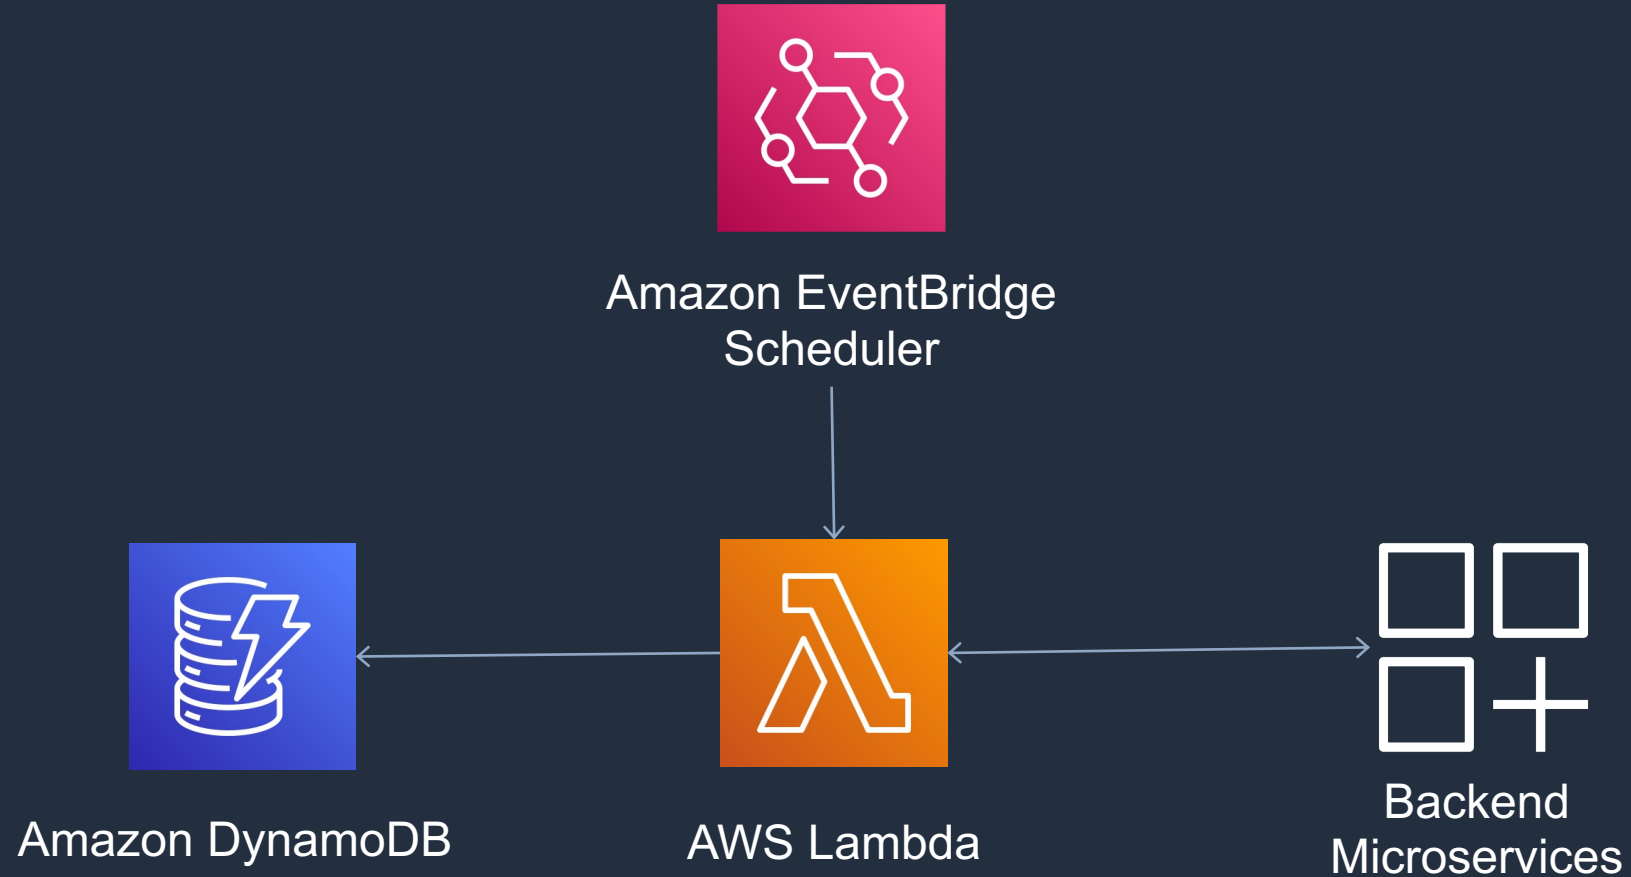 Amazon EventBridge
Scheduler
Amazon DynamoDB
AWS Lambda
Backend
Microservices